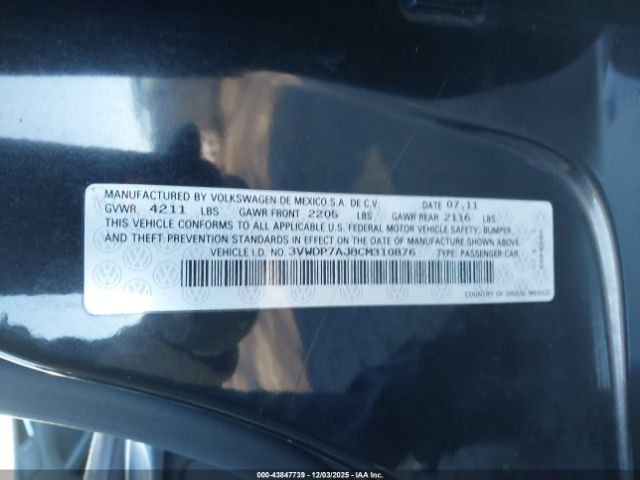 MANUFACTURED BY VOLKSWAGEN DE MEXICO.S.A. DE C.V. DATE 07.11
GVWR 4211 LBS GAWR FRONT 2205 LBS GAWR REAR 2116 LBS
THIS VEHICLE CONFORMS TO ALL APPLICABLE U.S. FEDERAL MOTOR VEHICLE SAFETY, BUMPER,
AND THEFT PREVENTION STANDARDS IN EFFECT ON THE DATE OF MANUFACTURE SHOWN ABOVE.
VEHICLE I.D. NO. 3VWDP7AJ8CM310876 TYPE: PASSENGER CAR
COUNTRY OF ORIGIN: MEXICO
00-43847739 - 12/03/2025 - Copyright IAA, Inc.